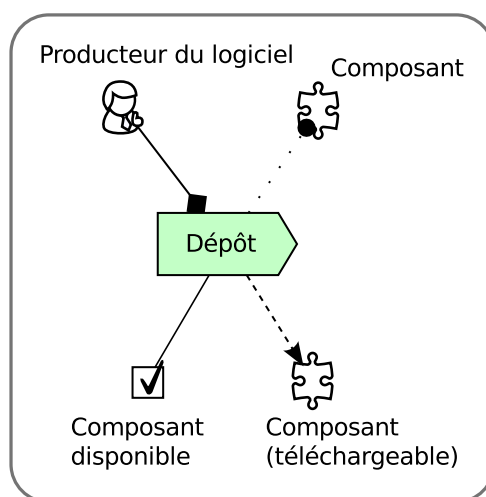 Producteur du logiciel
Composant
Dépôt
Composant
disponible
Composant
(téléchargeable)